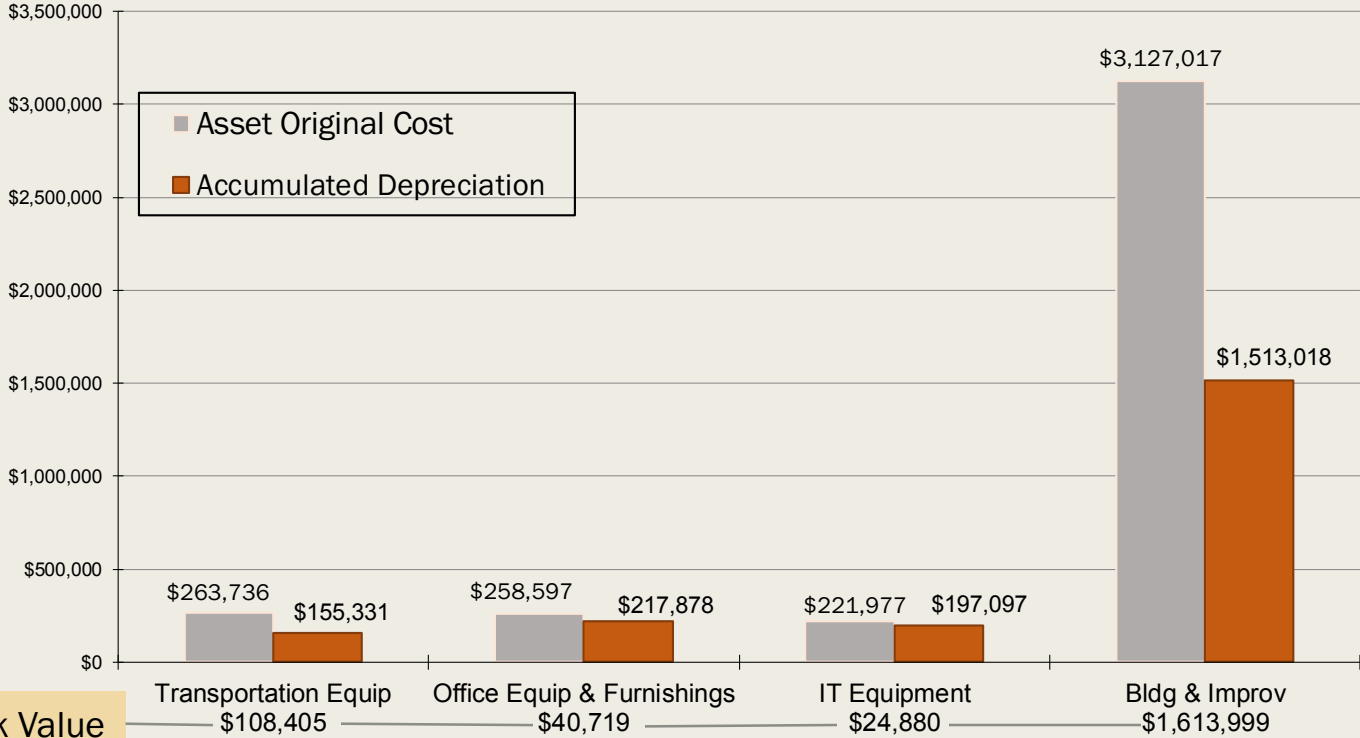 $3,500,000
$3,127,017
$3,000,000
Asset Original Cost
Accumulated Depreciation
$2,500,000
$2,000,000
$1,513,018
$1,500,000
$1,000,000
$500,000
$263,736
$155,331
$258,597
$217,878
$221,977
$197,097
$0
Transportation Equip
Office Equip & Furnishings
IT Equipment
Bldg & Improv
Value
$108,405
$40,719
$24,880
$1,613,999